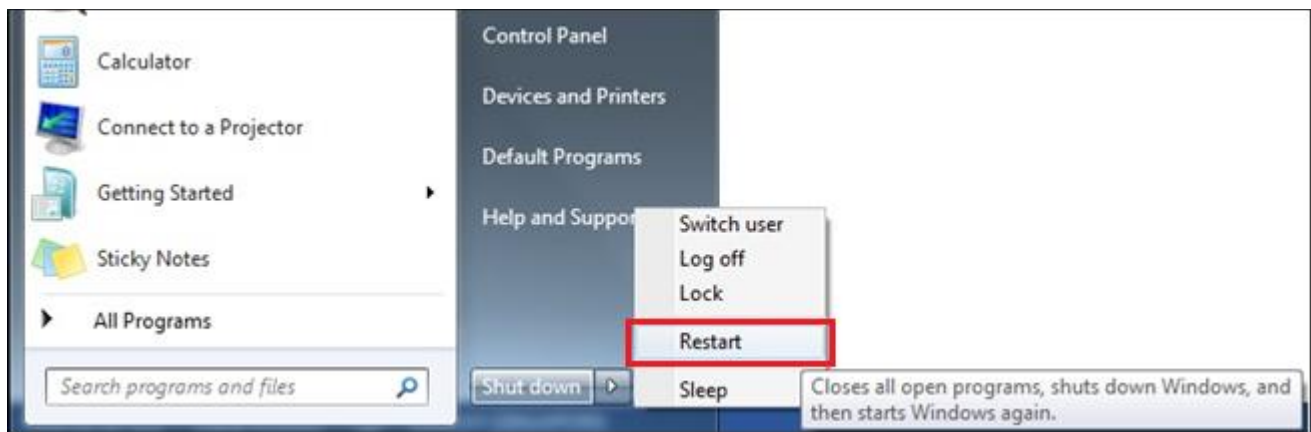 Calculator
Connect to a Projector
Getting Started
Sticky Notes
All Programs
Search programs and files
Control Panel
Devices and Printers
Default Programs
Help and Suppor
Shut down
Switch user
Log off
Lock
Restart
Sleep
Closes all open programs, shuts down Windows, and
then starts Windows again.